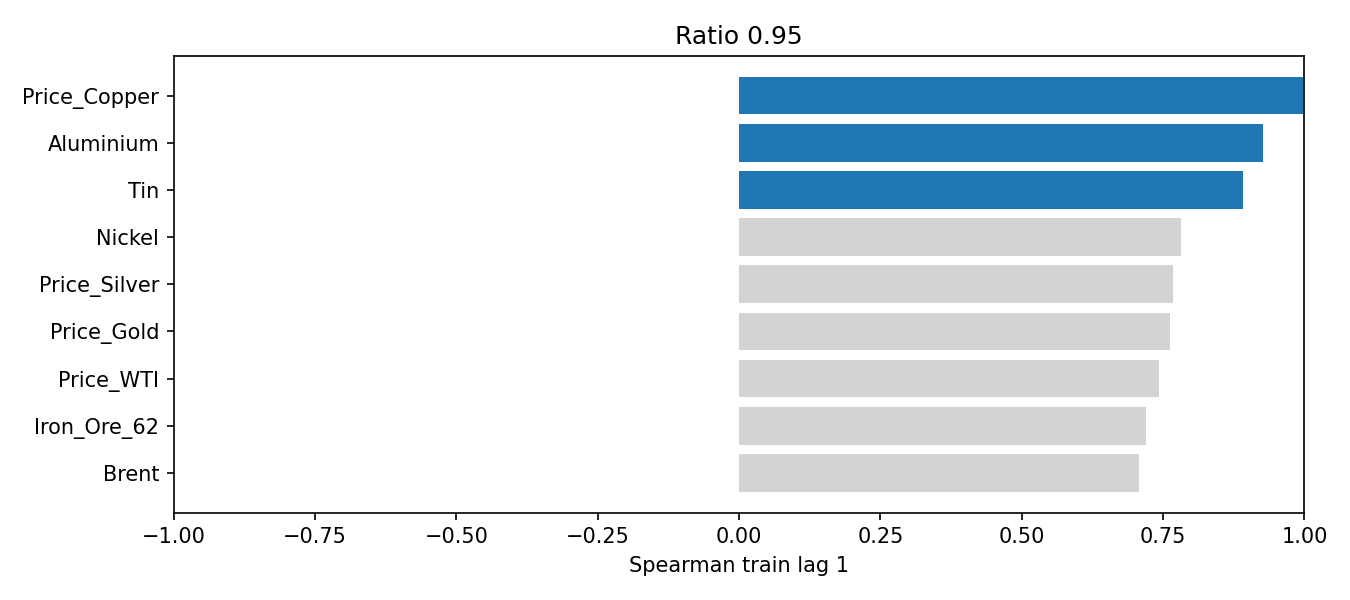 Ratio 0.95
Price_Copper
Aluminium
Tin
Nickel
Price_Silver
Price_Gold
Price_WTI
Iron_Ore_62
Brent
−1.00 −0.75 −0.50 −0.25 0.00 0.25 0.50 0.75 1.00
Spearman train lag 1